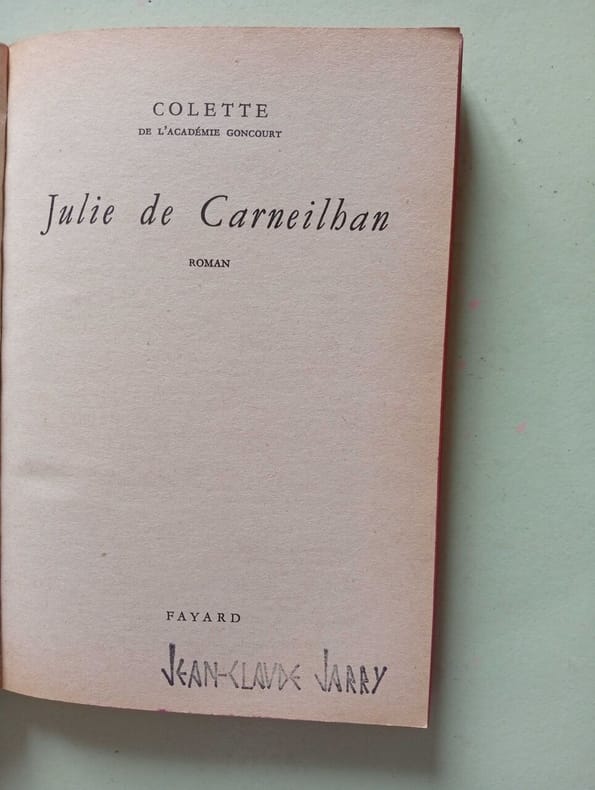 COLETTE
DE L'ACADÉMIE GONCOURT
Julie de Carneilhan
ROMAN
FAYARD
JEAN-CLAUDE JARRY